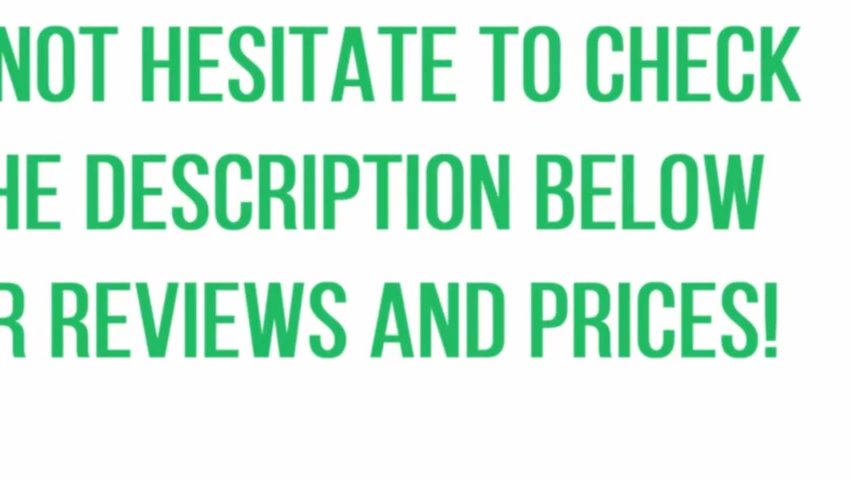 NOT HESITATE TO CHECK
HE DESCRIPTION BELOW
R REVIEWS AND PRICES!